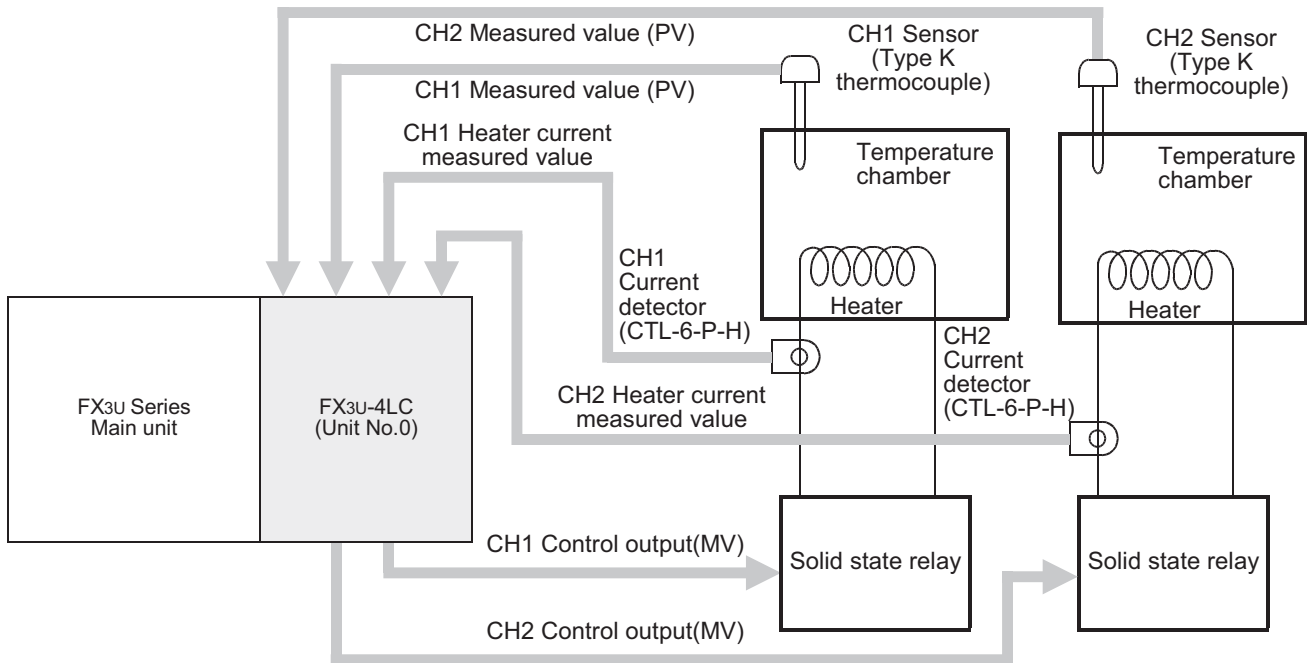 CH2 Measured value (PV)
CH1 Measured value (PV)
CH1 Heater current
measured value
CH1 Sensor
(Type K
thermocouple)
CH2 Sensor
(Type K
thermocouple)
Temperature
chamber
Temperature
chamber
CH1
Current
detector
(CTL-6-P-H)
Heater
Heater
CH2
Current
detector
(CTL-6-P-H)
CH2 Heater current
measured value
FX3U Series
Main unit
FX3U-4LC
(Unit No.0)
CH1 Control output(MV)
Solid state relay
Solid state relay
CH2 Control output(MV)